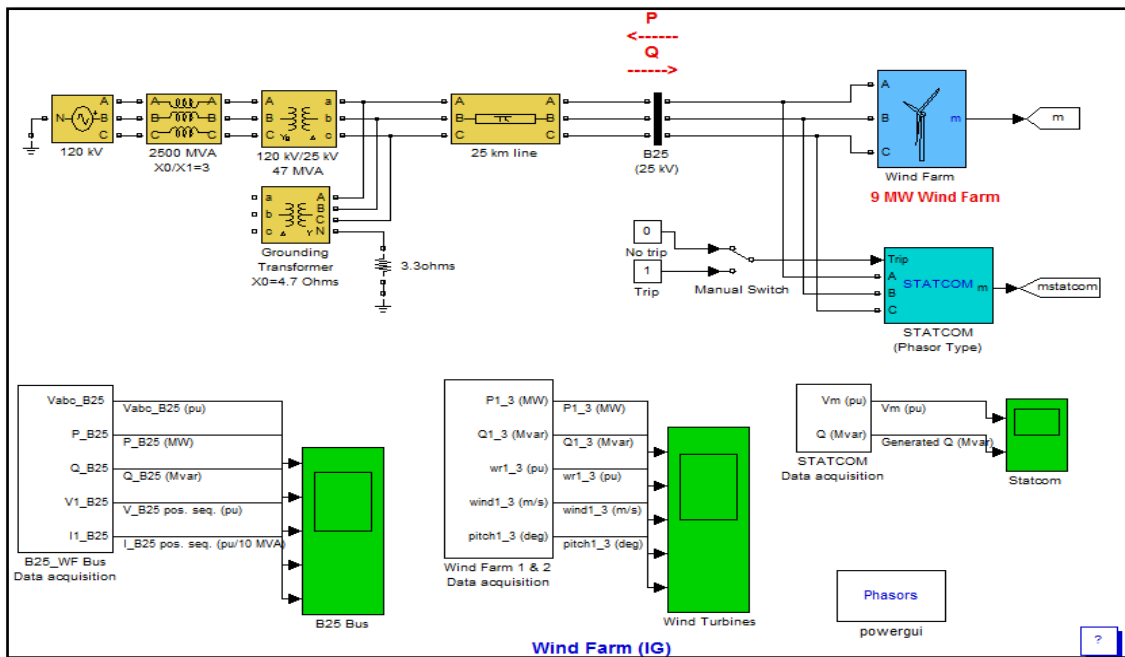 P
<------
Q
------>
A A A A a A A A
N B B B B b B B B m m
C C C C c C C C
120 kV
2500 MVA
X0/X1=3
Yg
120 kV/25 kV
47 MVA
25 km line
B25
(25 kV)
Wind Farm
9 MW Wind Farm
a A
b B
C
c N
Y
Grounding
Transformer
X0=4.7 Ohms
3.3ohms
0
No trip
1
Trip
Manual Switch
Trip
A
STATCOM m
B
C
mstatcom
STATCOM
(Phasor Type)
Vabc_B25
Vabc_B25 (pu)
P_B25
P_B25 (MW)
Q_B25
Q_B25 (Mvar)
V1_B25
V_B25 pos. seq. (pu)
I1_B25
I_B25 pos. seq. (pu/10 MVA)
B25_WF Bus
Data acquisition
B25 Bus
P1_3 (MW)
P1_3 (MW)
Q1_3 (Mvar)
Q1_3 (Mvar)
wr1_3 (pu)
wr1_3 (pu)
wind1_3 (m/s)
wind1_3 (m/s)
pitch1_3 (deg)
pitch1_3 (deg)
Wind Farm 1 & 2
Data acquisition
Wind Turbines
Vm (pu)
Vm (pu)
Q (Mvar)
Generated Q (Mvar)
STATCOM
Data acquisition
Statcom
Phasors
powergui
Wind Farm (IG)
?